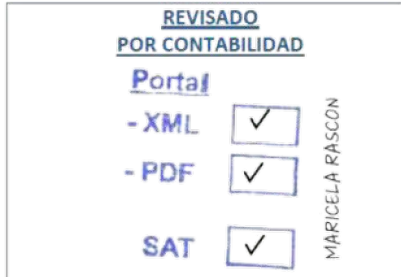 REVISADO
POR CONTABILIDAD
Portal
- XML ✓
- PDF ✓
SAT ✓
MARICELA RASCON